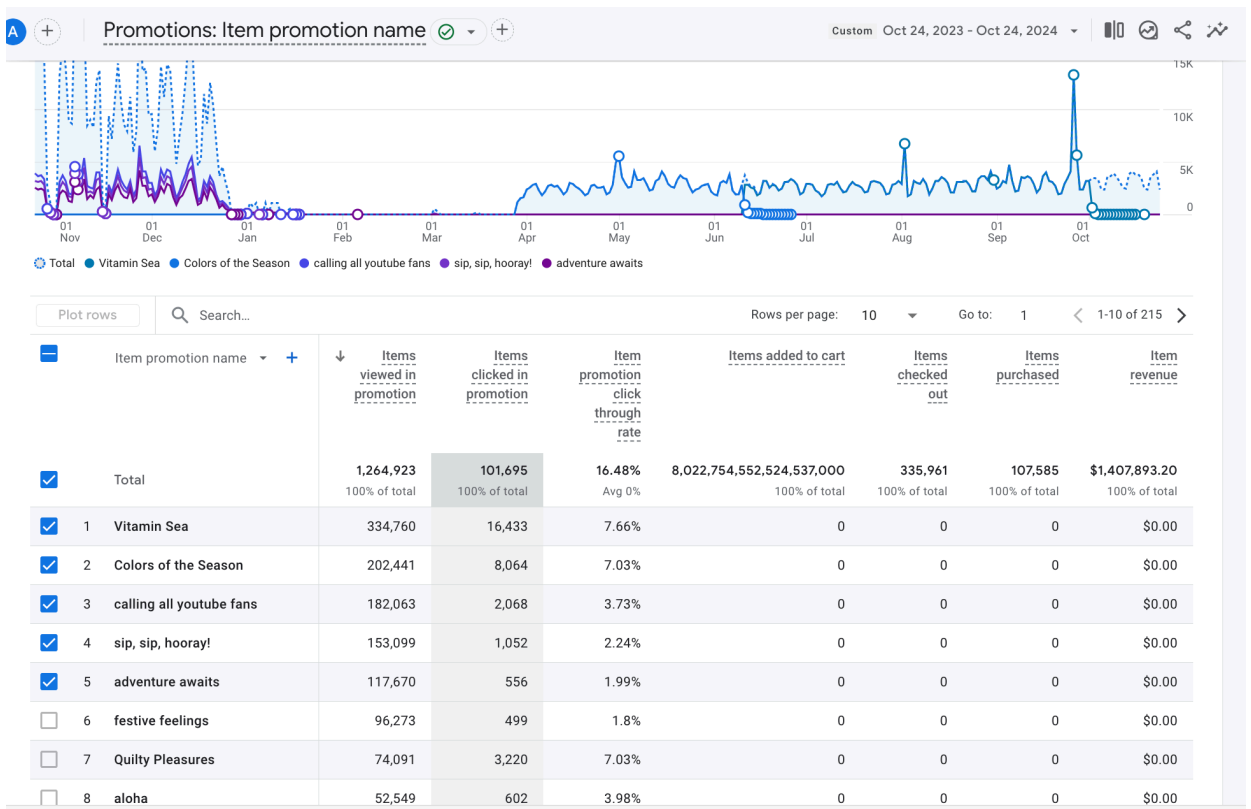 A
Promotions: Item promotion name
Custom Oct 24, 2023 - Oct 24, 2024
15K
10K
5K
0
01 01 01 01 01 01 01 01 01 01 01 01
Nov Dec Jan Feb Mar Apr May Jun Jul Aug Sep Oct
Total Vitamin Sea Colors of the Season calling all youtube fans sip, sip, hooray! adventure awaits
Plot rows Search... Rows per page: 10 Go to: 1 1-10 of 215
Item promotion name +
Items viewed in promotion
Items clicked in promotion
Item promotion click through rate
Items added to cart
Items checked out
Items purchased
Item revenue
Total 1,264,923 101,695 16.48% 8,022,754,552,524,537,000 335,961 107,585 $1,407,893.20
100% of total 100% of total Avg 0% 100% of total 100% of total 100% of total 100% of total
1 Vitamin Sea 334,760 16,433 7.66% 0 0 0 $0.00
2 Colors of the Season 202,441 8,064 7.03% 0 0 0 $0.00
3 calling all youtube fans 182,063 2,068 3.73% 0 0 0 $0.00
4 sip, sip, hooray! 153,099 1,052 2.24% 0 0 0 $0.00
5 adventure awaits 117,670 556 1.99% 0 0 0 $0.00
6 festive feelings 96,273 499 1.8% 0 0 0 $0.00
7 Quilty Pleasures 74,091 3,220 7.03% 0 0 0 $0.00
8 aloha 52,549 602 3.98% 0 0 0 $0.00